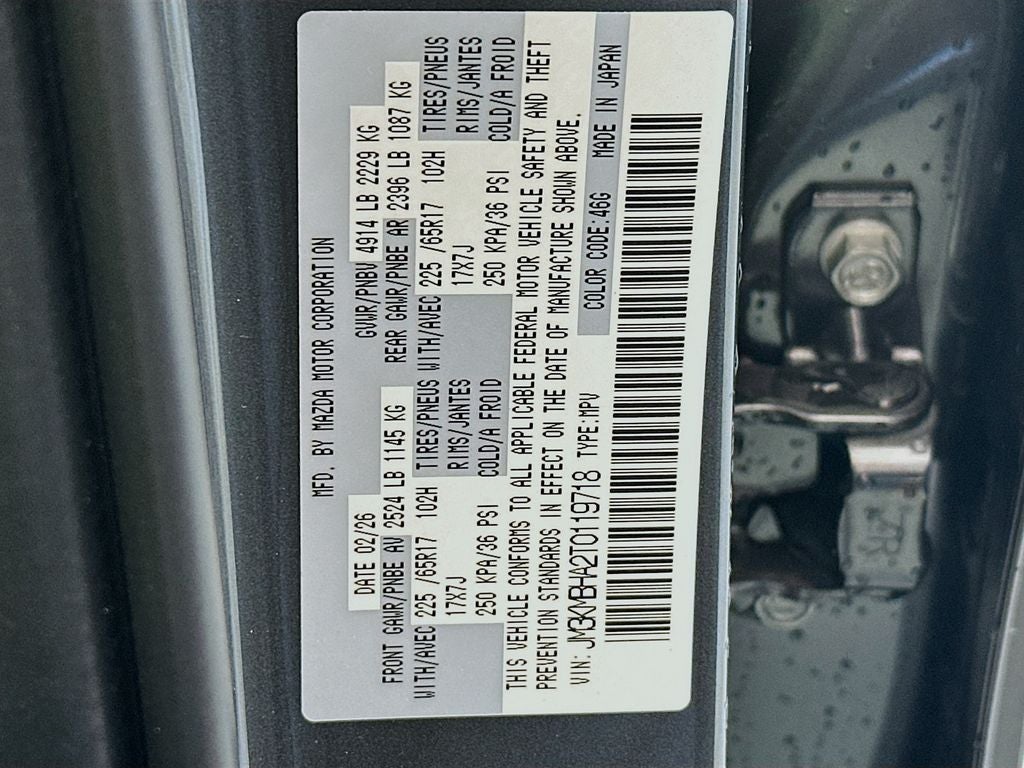 MFD. BY MAZDA MOTOR CORPORATION
DATE 02/26 GVWR/PNBV 4914 LB 2229 KG
FRONT GAWR/PNBE AV 2524 LB 1145 KG REAR GAWR/PNBE AR 2396 LB 1087 KG
WITH/AVEC 225 /65R17 102H TIRES/PNEUS WITH/AVEC 225 /65R17 102H TIRES/PNEUS
17X7J RIMS/JANTES 17X7J RIMS/JANTES
250 KPA/36 PSI COLD/A FROID 250 KPA/36 PSI COLD/A FROID
THIS VEHICLE CONFORMS TO ALL APPLICABLE FEDERAL MOTOR VEHICLE SAFETY AND THEFT
PREVENTION STANDARDS IN EFFECT ON THE DATE OF MANUFACTURE SHOWN ABOVE.
VIN: JM3KMBHA2T0119718 TYPE:MPV COLOR CODE:46G MADE IN JAPAN